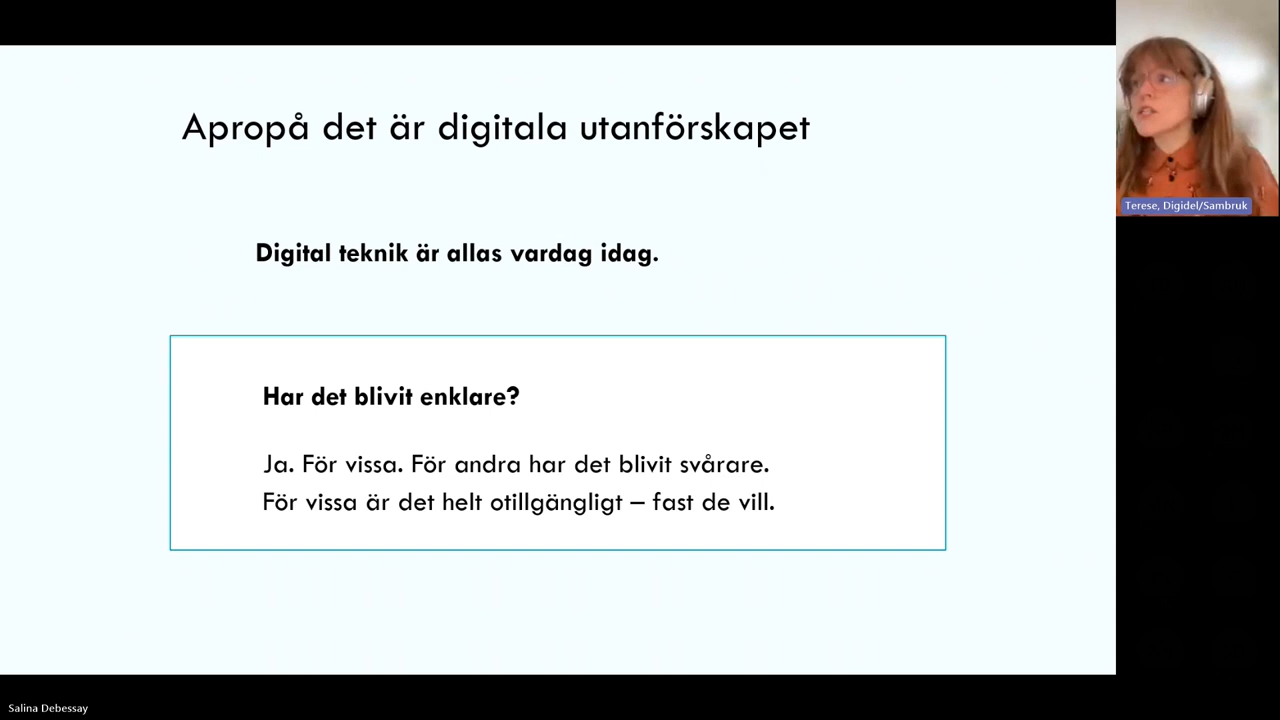 Apropå det är digitala utanförskapet
Digital teknik är allas vardag idag.
Har det blivit enklare?
Ja. För vissa. För andra har det blivit svårare.
För vissa är det helt otillgängligt – fast de vill.
Terese, Digidel/Sambruk
Salina Debessay